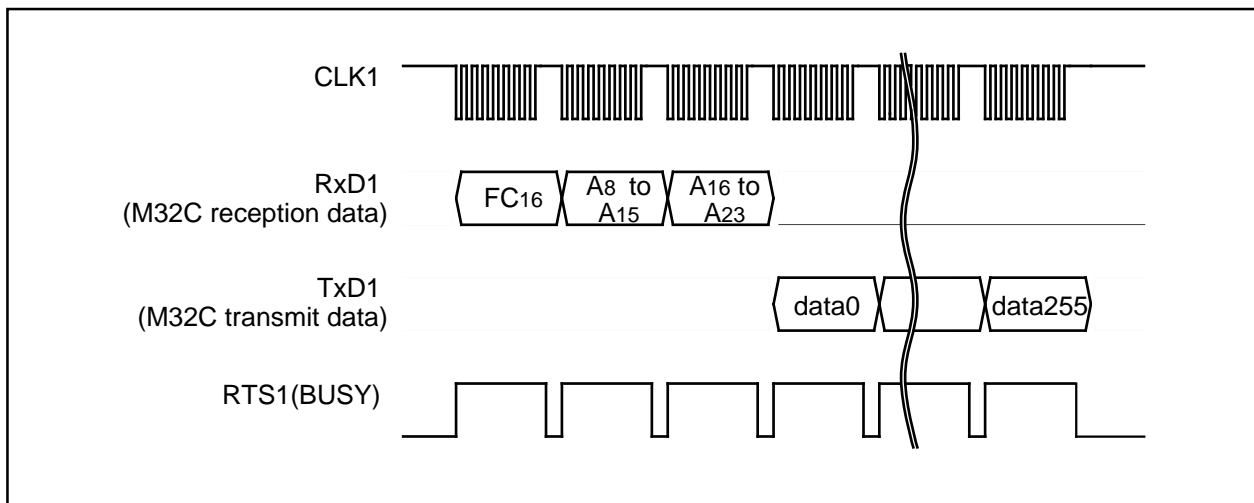 CLK1
RxD1
(M32C reception data)
FC16
A8 to
A15
A16 to
A23
TxD1
(M32C transmit data)
data0
data255
RTS1(BUSY)